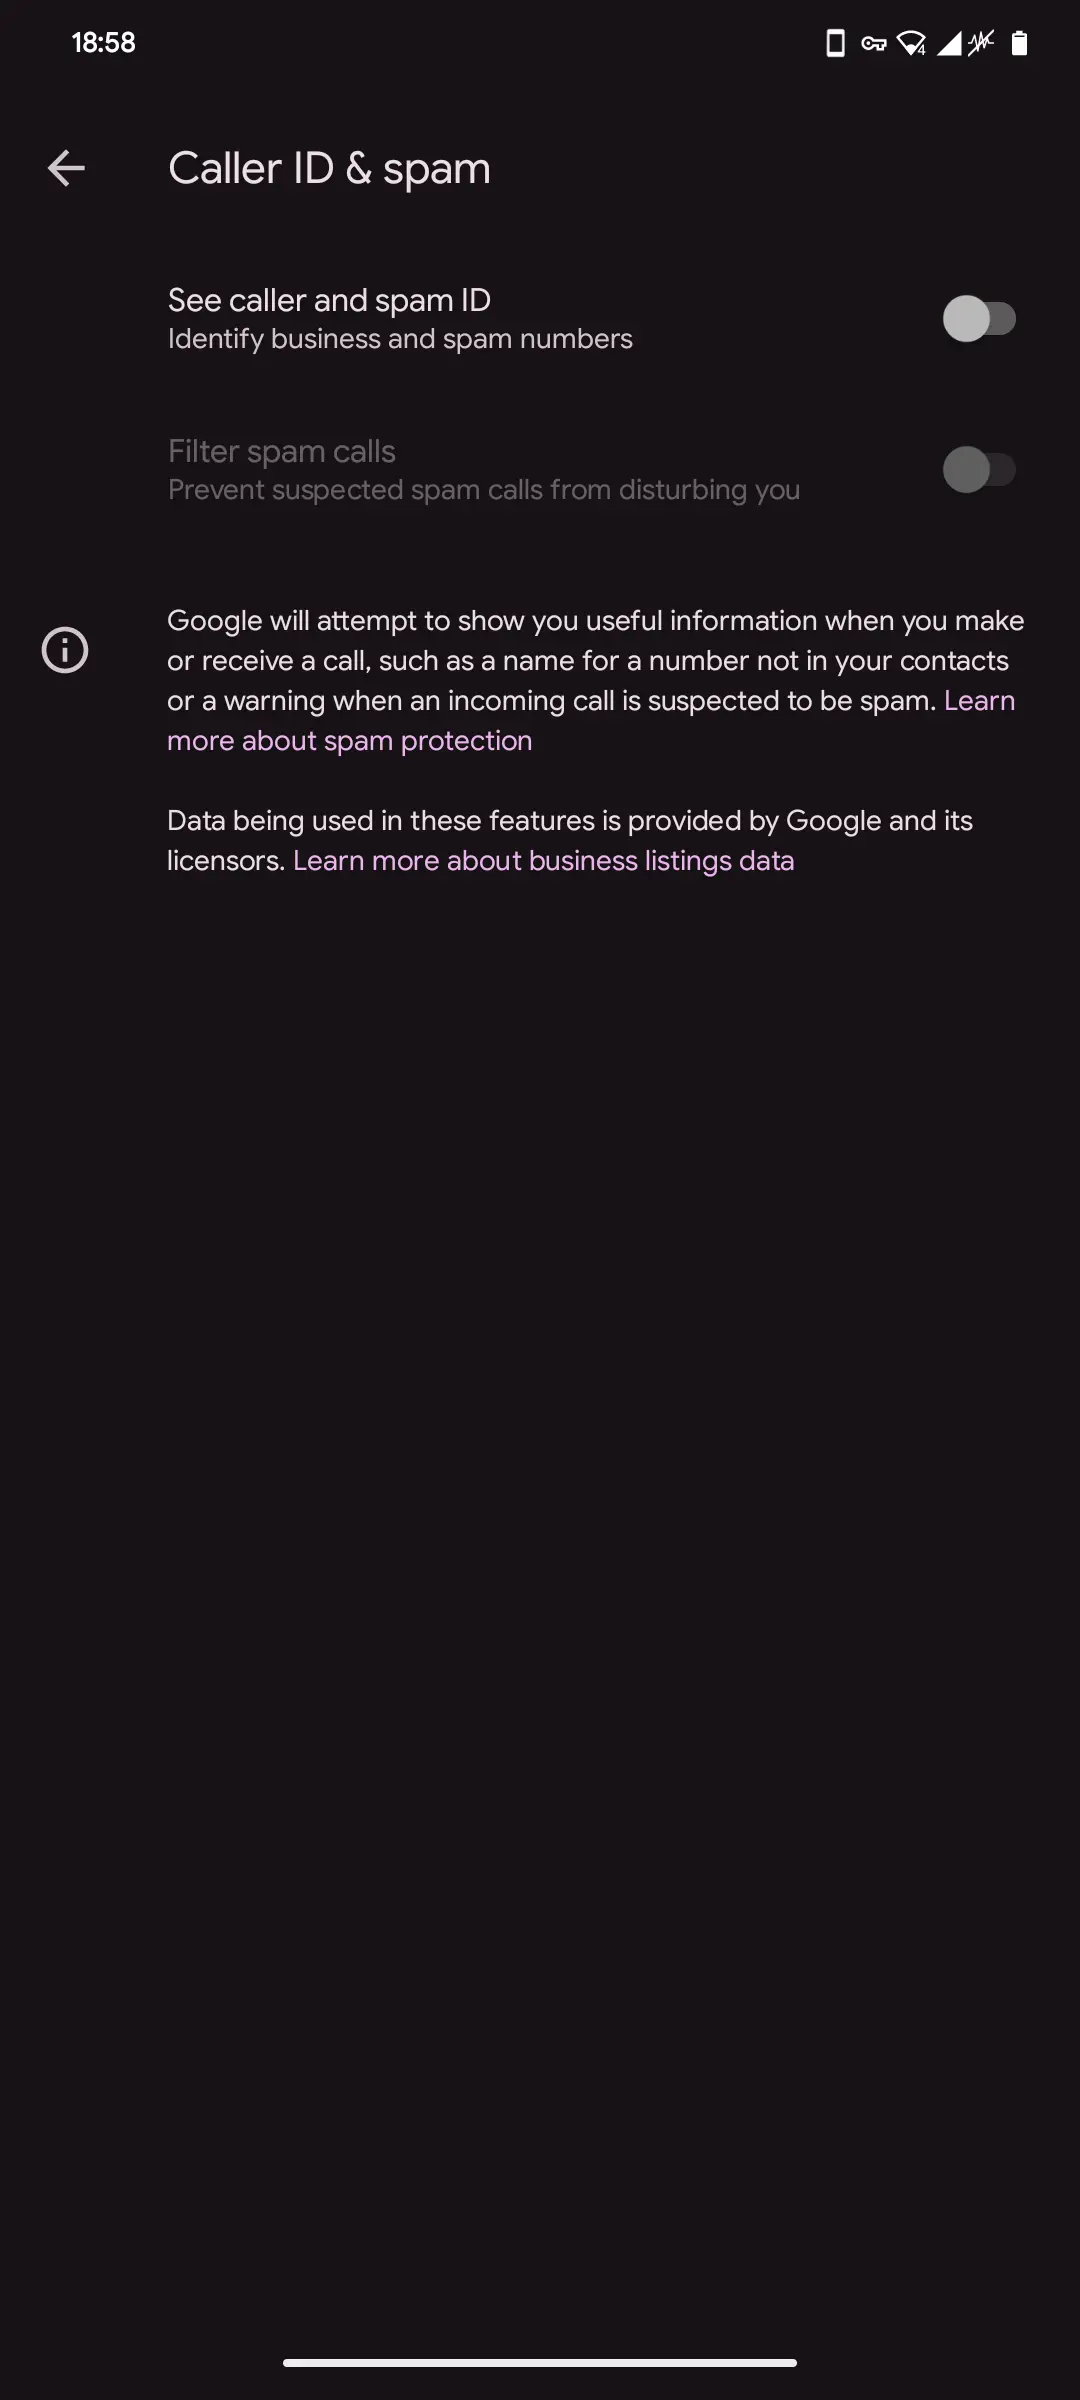 18:58
4
Caller ID & spam
See caller and spam ID
Identify business and spam numbers
Filter spam calls
Prevent suspected spam calls from disturbing you
Google will attempt to show you useful information when you make
or receive a call, such as a name for a number not in your contacts
or a warning when an incoming call is suspected to be spam. Learn
more about spam protection
Data being used in these features is provided by Google and its
licensors. Learn more about business listings data